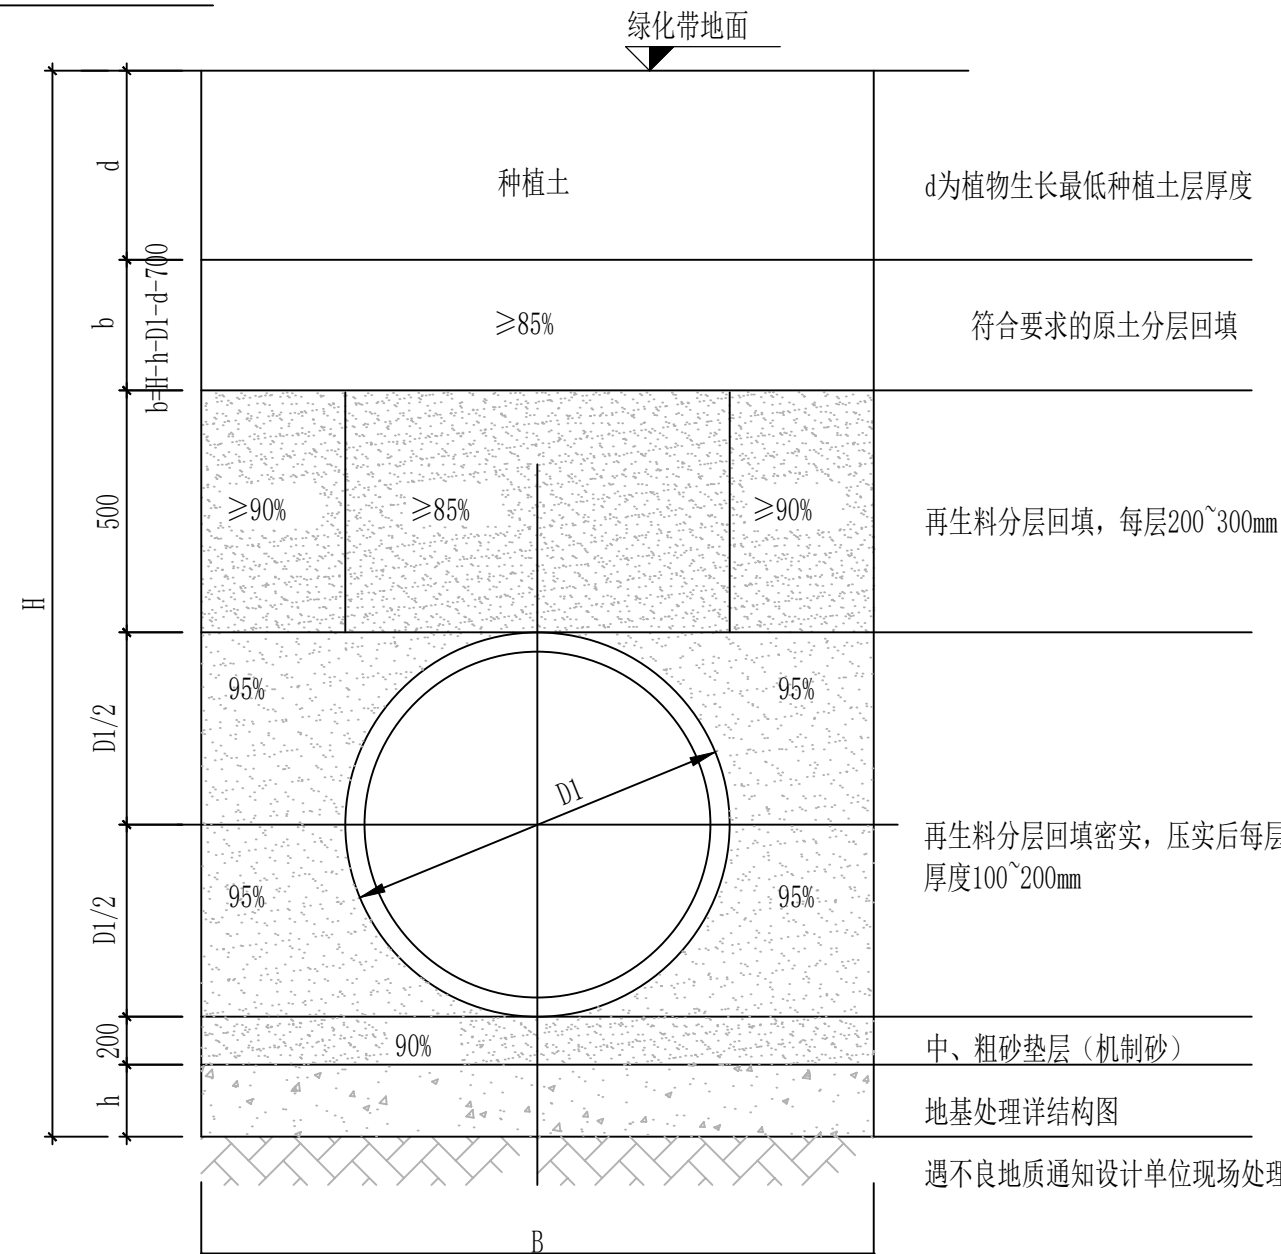 绿化带地面
d
种植土
d为植物生长最低种植土层厚度
b
b=H-h-D1-d-700
≥85%
符合要求的原土分层回填
500
≥90%
≥85%
≥90%
再生料分层回填，每层200~300mm
H
D1/2
95%
95%
D1
再生料分层回填密实，压实后每层
厚度100~200mm
D1/2
95%
95%
200
90%
中、粗砂垫层（机制砂）
h
地基处理详结构图
遇不良地质通知设计单位现场处理
B